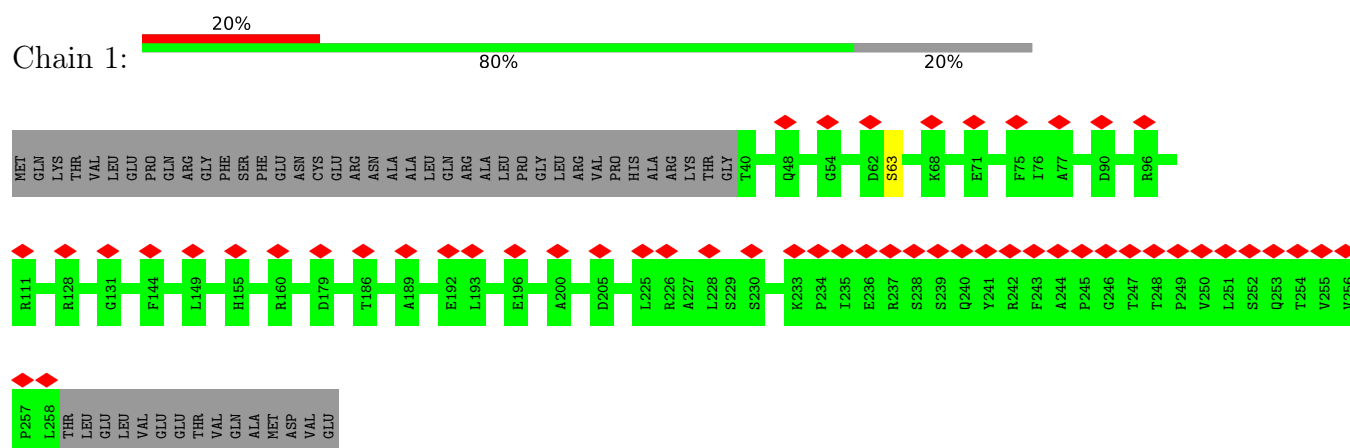 20%
Chain 1:
80% 20%
MET GLN LYS THR VAL LEU GLU PRO GLN ARG GLY PHE SER PHE GLU ASN CYS GLU ARG ASN ALA ALA LEU GLN ARG ALA LEU PRO GLY LEU ARG VAL PRO HIS ALA ARG LYS THR GLY T40 Q48 G54 D62 S63 K68 E71 F75 I76 A77 D90 R96
R111 R128 G131 F144 L149 H155 R160 D179 T186 A189 E192 L193 E196 A200 D205 L225 R226 A227 L228 S229 S230 K233 P234 I235 E236 R237 S238 S239 Q240 Y241 R242 F243 A244 P245 G246 T247 T248 P249 V250 L251 S252 Q253 T254 V255 V256
P257 L258 THR LEU GLU LEU VAL GLU GLU THR VAL GLN ALA MET ASP VAL GLU